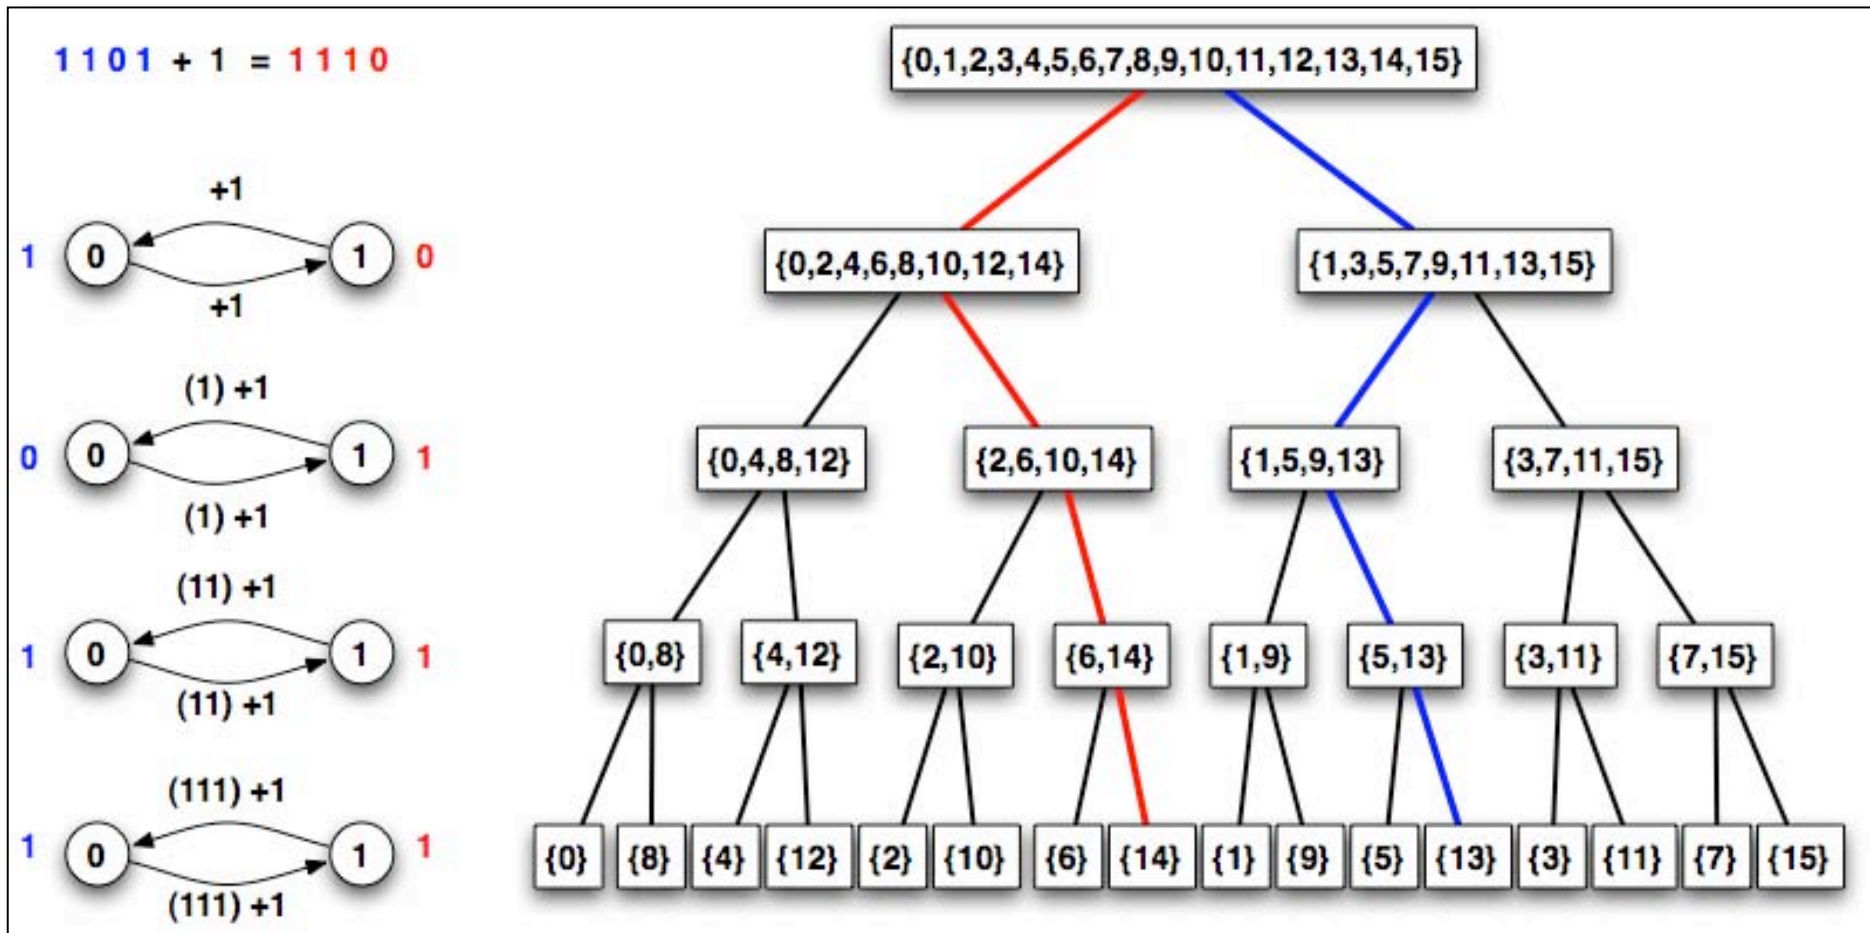 1 1 0 1 + 1 = 1 1 1 0
+1
1 0 1 0
+1
(1) +1
0 0 1 1
(1) +1
(11) +1
1 0 1 1
(11) +1
(111) +1
1 0 1 1
(111) +1
{0,1,2,3,4,5,6,7,8,9,10,11,12,13,14,15}
{0,2,4,6,8,10,12,14} {1,3,5,7,9,11,13,15}
{0,4,8,12} {2,6,10,14} {1,5,9,13} {3,7,11,15}
{0,8} {4,12} {2,10} {6,14} {1,9} {5,13} {3,11} {7,15}
{0} {8} {4} {12} {2} {10} {6} {14} {1} {9} {5} {13} {3} {11} {7} {15}